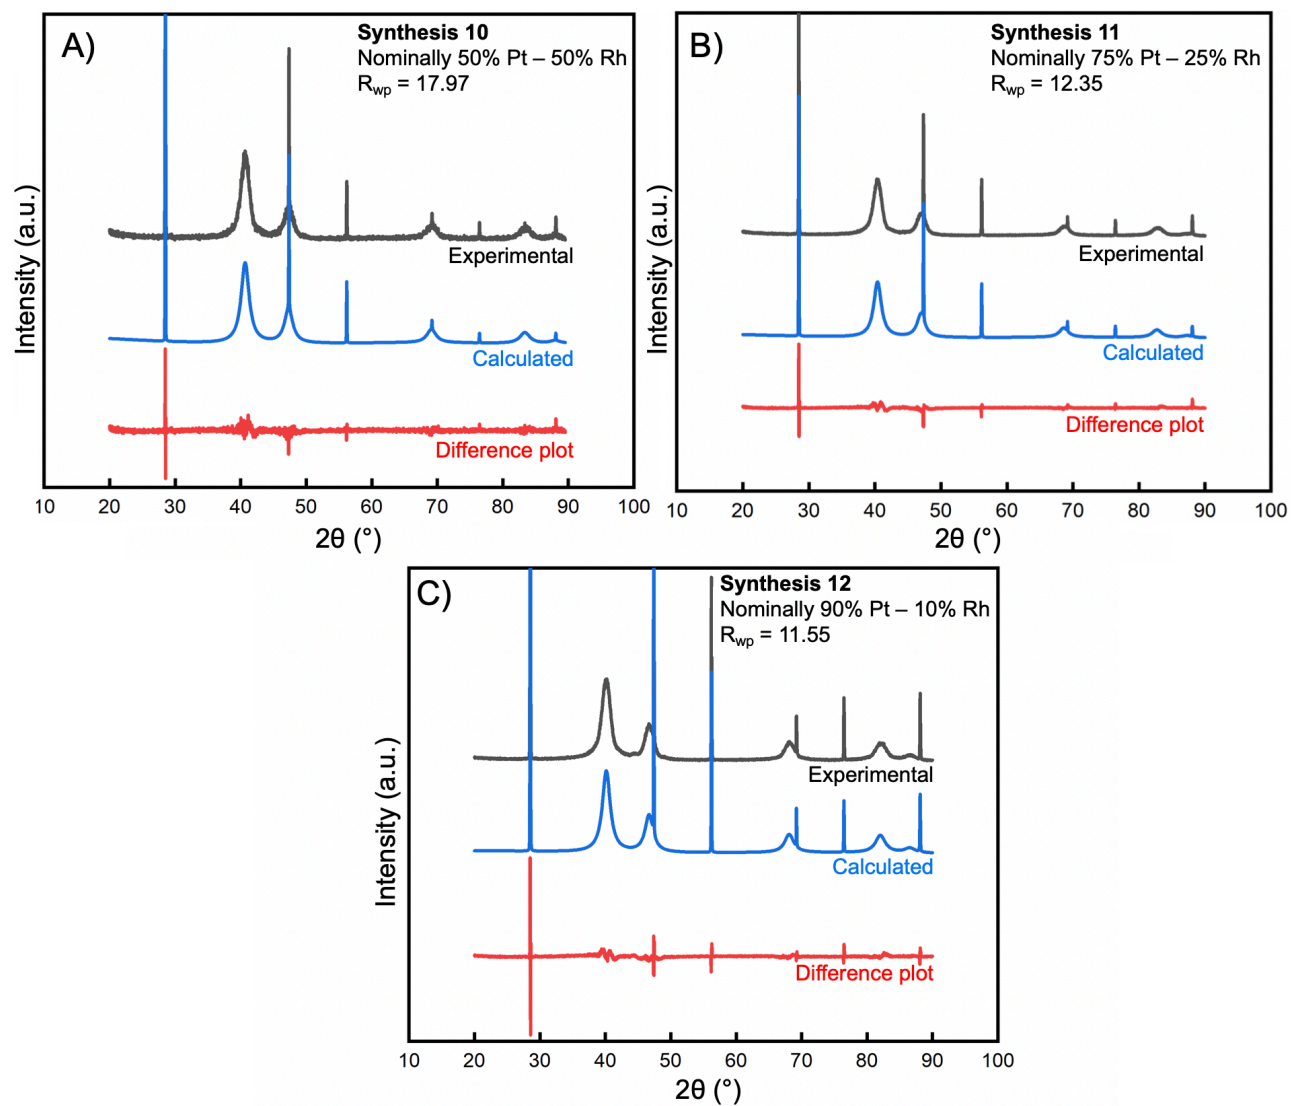 A)
Synthesis 10
Nominally 50% Pt – 50% Rh
Rwp = 17.97
Intensity (a.u.)
Experimental
Calculated
Difference plot
10 20 30 40 50 60 70 80 90 100
2θ (°)
B)
Synthesis 11
Nominally 75% Pt – 25% Rh
Rwp = 12.35
Intensity (a.u.)
Experimental
Calculated
Difference plot
10 20 30 40 50 60 70 80 90 100
2θ (°)
C)
Synthesis 12
Nominally 90% Pt – 10% Rh
Rwp = 11.55
Intensity (a.u.)
Experimental
Calculated
Difference plot
10 20 30 40 50 60 70 80 90 100
2θ (°)